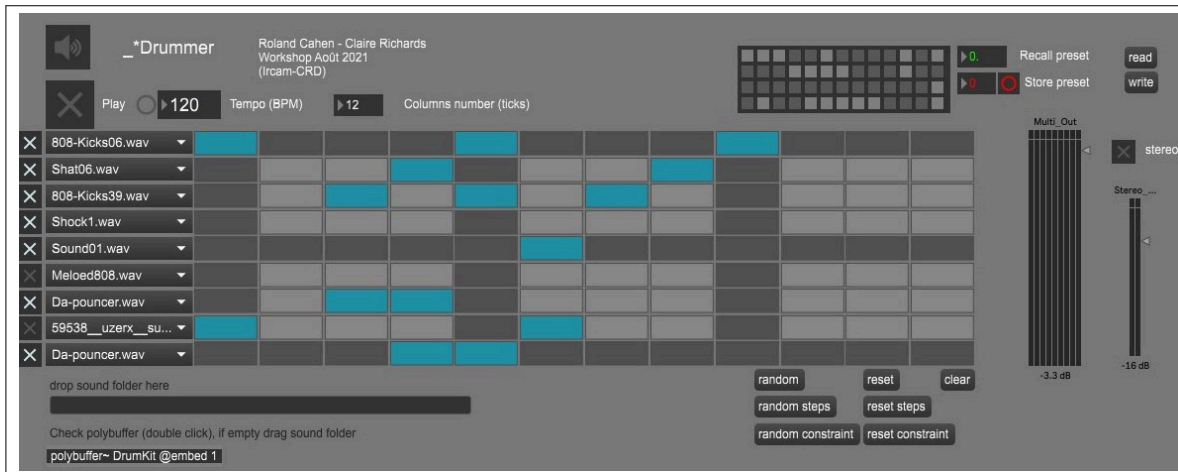 _*Drummer
Roland Cahen - Claire Richards
Workshop Août 2021
(Ircam-CRD)
0. Recall preset read
0 Store preset write
Play 120 Tempo (BPM) 12 Columns number (ticks)
Multi_Out
stereo
Stereo_...
808-Kicks06.wav
Shat06.wav
808-Kicks39.wav
Shock1.wav
Sound01.wav
Meloed808.wav
Da-pouncer.wav
59538__uzerx__su...
Da-pouncer.wav
-3.3 dB
-16 dB
drop sound folder here
random reset clear
random steps reset steps
random constraint reset constraint
Check polybuffer (double click), if empty drag sound folder
polybuffer~ DrumKit @embed 1